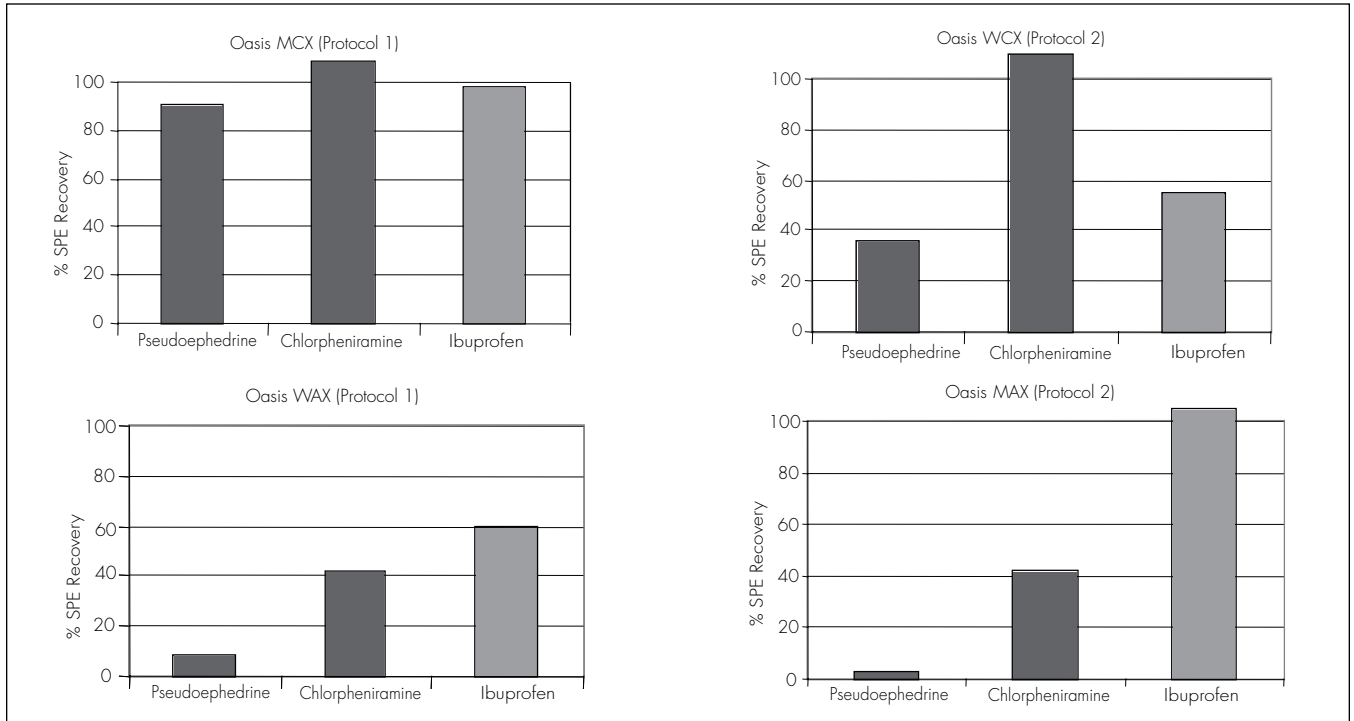 Oasis MCX (Protocol 1)
% SPE Recovery
100
80
60
40
20
0
Pseudoephedrine Chlorpheniramine Ibuprofen
Oasis WCX (Protocol 2)
% SPE Recovery
100
80
60
40
20
0
Pseudoephedrine Chlorpheniramine Ibuprofen
Oasis WAX (Protocol 1)
% SPE Recovery
100
80
60
40
20
0
Pseudoephedrine Chlorpheniramine Ibuprofen
Oasis MAX (Protocol 2)
% SPE Recovery
100
80
60
40
20
0
Pseudoephedrine Chlorpheniramine Ibuprofen